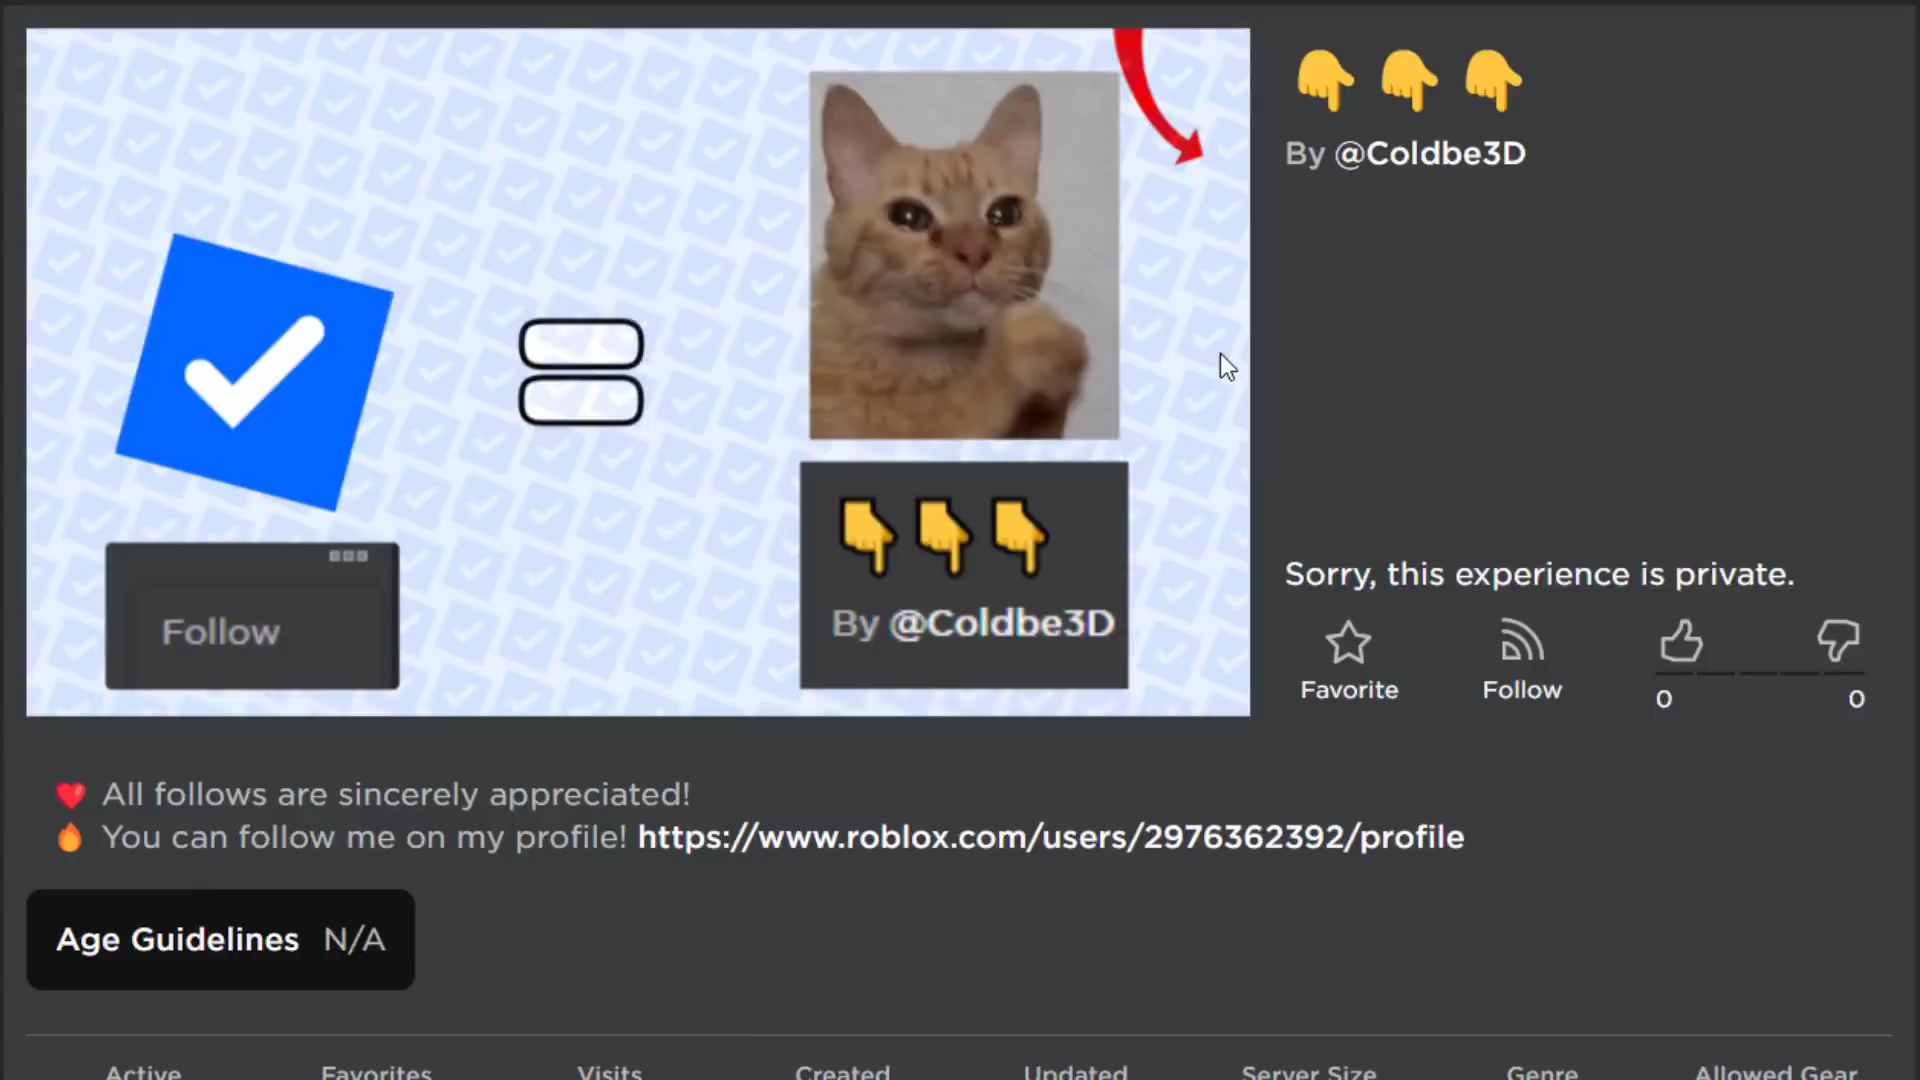 👇👇👇
By @Coldbe3D
Follow
👇👇👇
By @Coldbe3D
Sorry, this experience is private.
Favorite
Follow
0
0
❤️ All follows are sincerely appreciated!
🔥 You can follow me on my profile! https://www.roblox.com/users/2976362392/profile
Age Guidelines N/A
Active Favorites Visits Created Updated Server Size Genre Allowed Gear